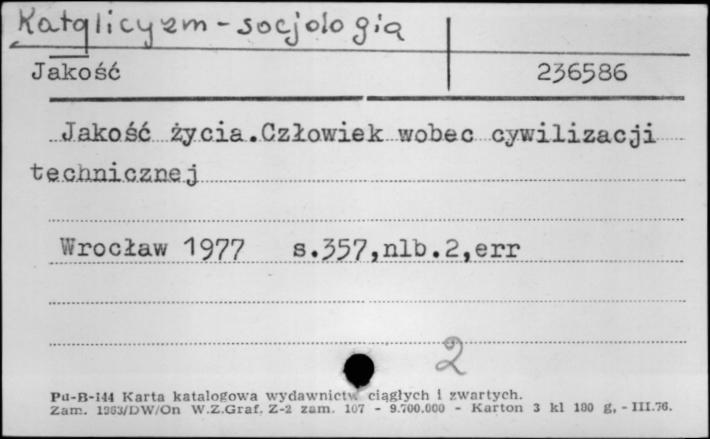 Katolicyzm - socjologia
Jakość 236586
Jakość życia.Człowiek wobec cywilizacji
technicznej
Wrocław 1977 s.357,nlb.2,err
2
Pu-B-144 Karta katalogowa wydawnictw ciągłych i zwartych.
Zam. 1363/DW/On W.Z.Graf. Z-2 zam. 107 - 9.700.000 - Karton 3 kl 180 g, - III.76.